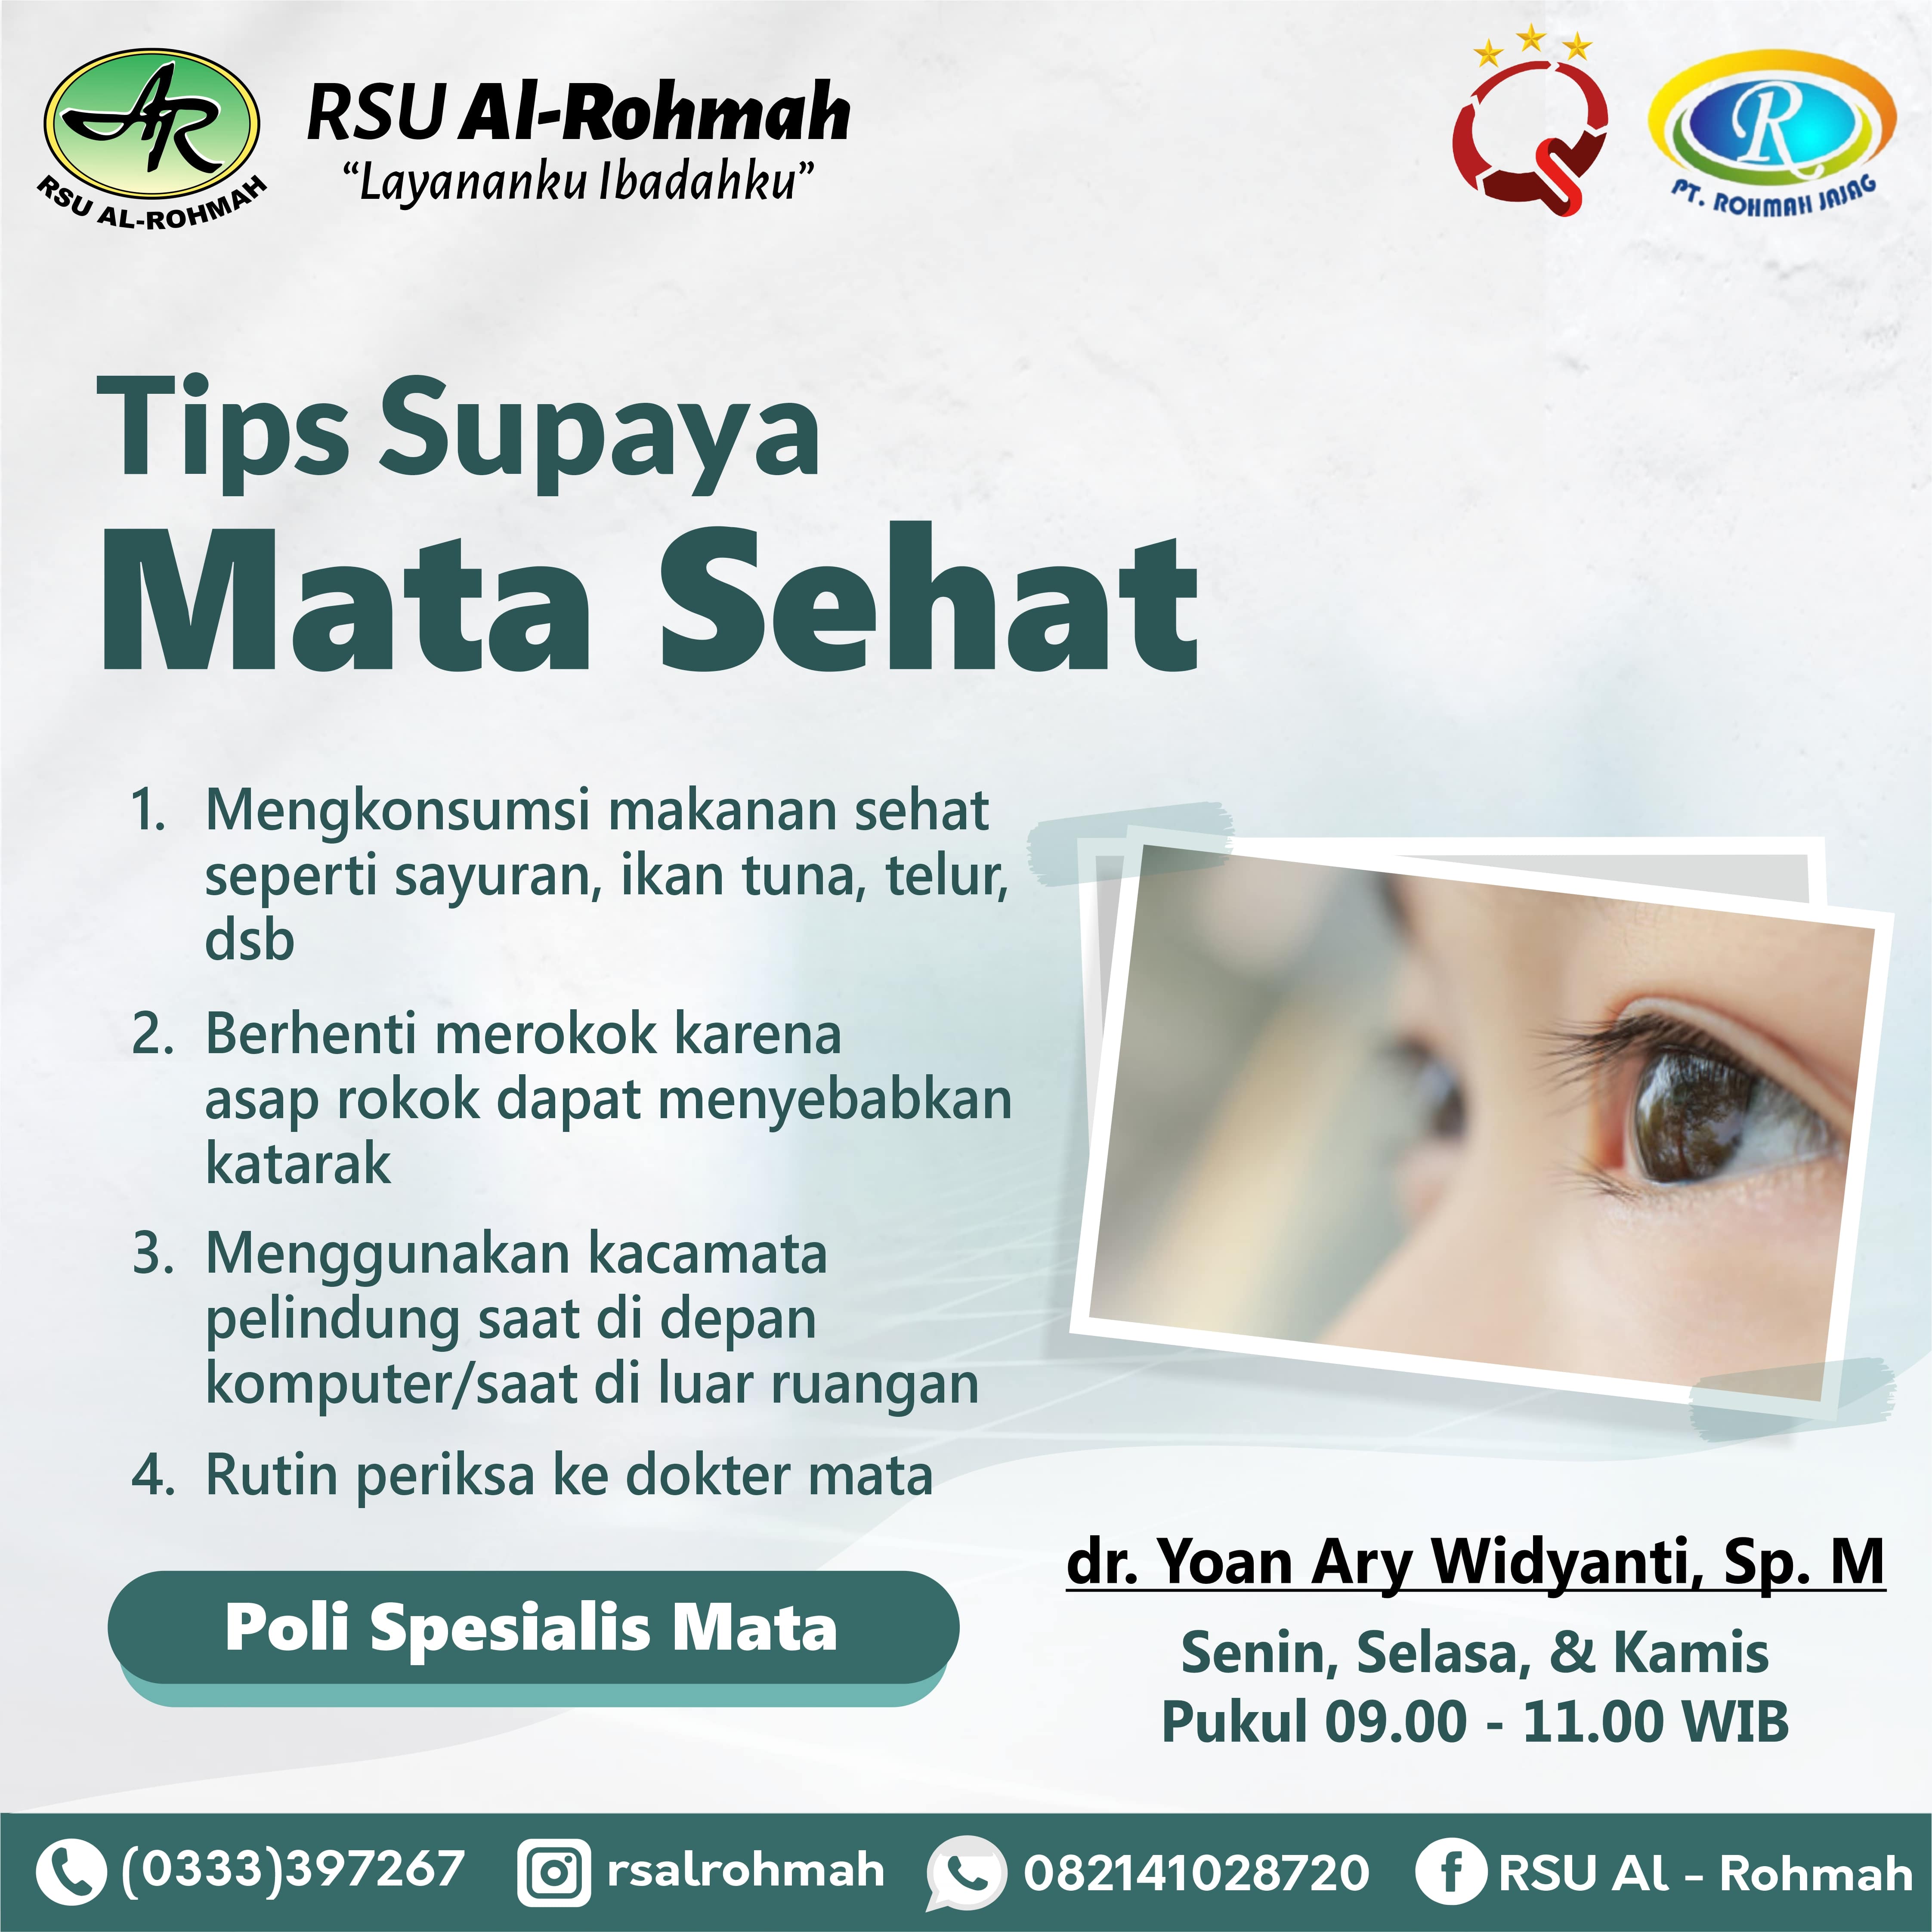 RSU AL-ROHMAH
RSU Al-Rohmah
“Layananku Ibadahku”
PT. ROHMAH JAJAG
Tips Supaya
Mata Sehat
1. Mengkonsumsi makanan sehat
seperti sayuran, ikan tuna, telur,
dsb
2. Berhenti merokok karena
asap rokok dapat menyebabkan
katarak
3. Menggunakan kacamata
pelindung saat di depan
komputer/saat di luar ruangan
4. Rutin periksa ke dokter mata
Poli Spesialis Mata
dr. Yoan Ary Widyanti, Sp. M
Senin, Selasa, & Kamis
Pukul 09.00 - 11.00 WIB
(0333)397267 rsalrohmah 082141028720 RSU Al - Rohmah